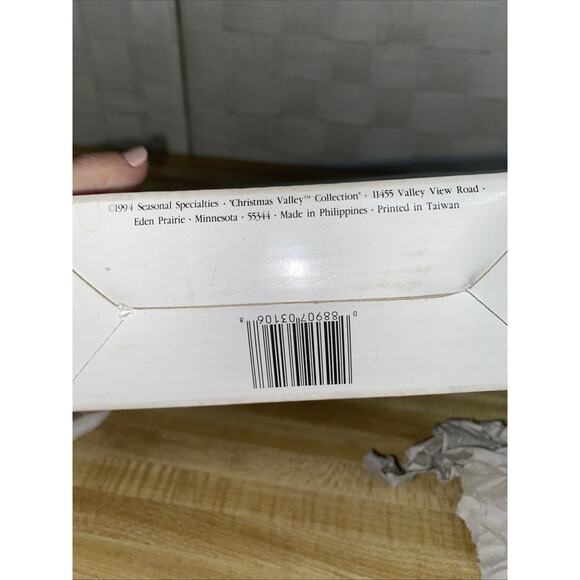 ©1994 Seasonal Specialties · "Christmas Valley™ Collection" · 11455 Valley View Road ·
Eden Prairie · Minnesota · 55344 · Made in Philippines · Printed in Taiwan
0 88907 03106 8